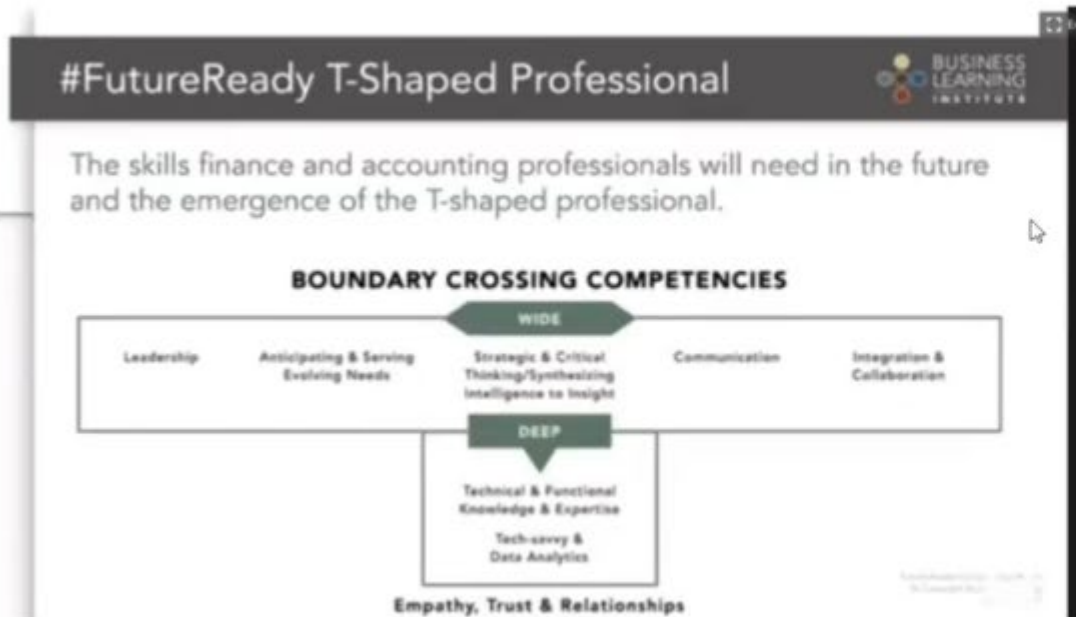 #FutureReady T-Shaped Professional
BUSINESS
LEARNING
INSTITUTE
The skills finance and accounting professionals will need in the future
and the emergence of the T-shaped professional.
BOUNDARY CROSSING COMPETENCIES
WIDE
Leadership
Anticipating & Serving
Evolving Needs
Strategic & Critical
Thinking/Synthesizing
Intelligence to Insight
Communication
Integration &
Collaboration
DEEP
Technical & Functional
Knowledge & Expertise
Tech-savvy &
Data Analytics
Empathy, Trust & Relationships